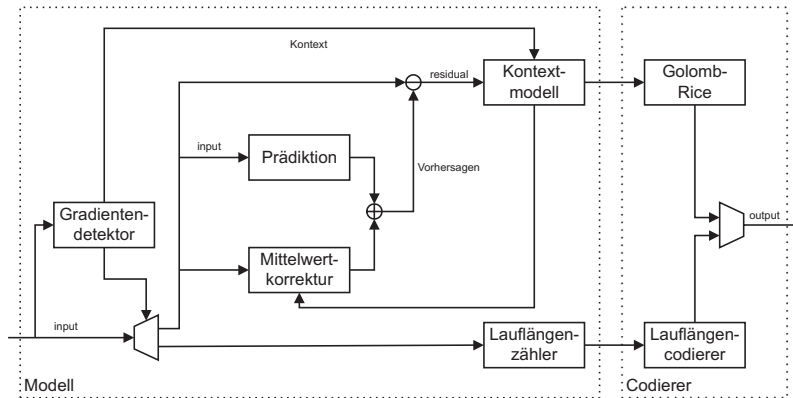 Kontext
residual
Kontext-
modell
Golomb-
Rice
input
Prädiktion
Vorhersagen
Gradienten-
detektor
output
Mittelwert-
korrektur
input
Lauflängen-
zähler
Lauflängen-
codierer
Modell
Codierer